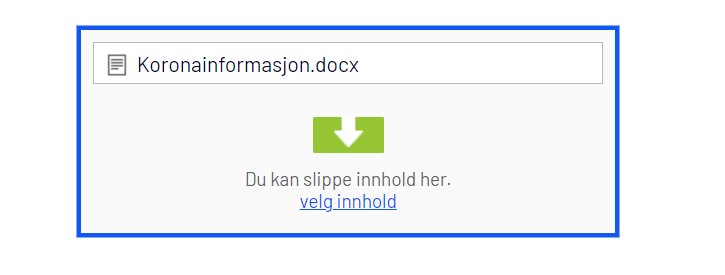 Koronainformasjon.docx
Du kan slippe innhold her.
velg innhold